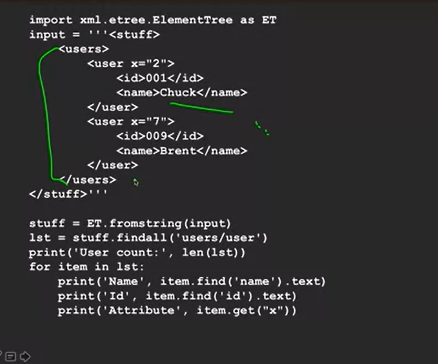 import xml.etree.ElementTree as ET
input = '''<stuff>
    <users>
        <user x="2">
            <id>001</id>
            <name>Chuck</name>
        </user>
        <user x="7">
            <id>009</id>
            <name>Brent</name>
        </user>
    </users>
</stuff>'''

stuff = ET.fromstring(input)
lst = stuff.findall('users/user')
print('User count:', len(lst))
for item in lst:
    print('Name', item.find('name').text)
    print('Id', item.find('id').text)
    print('Attribute', item.get("x"))